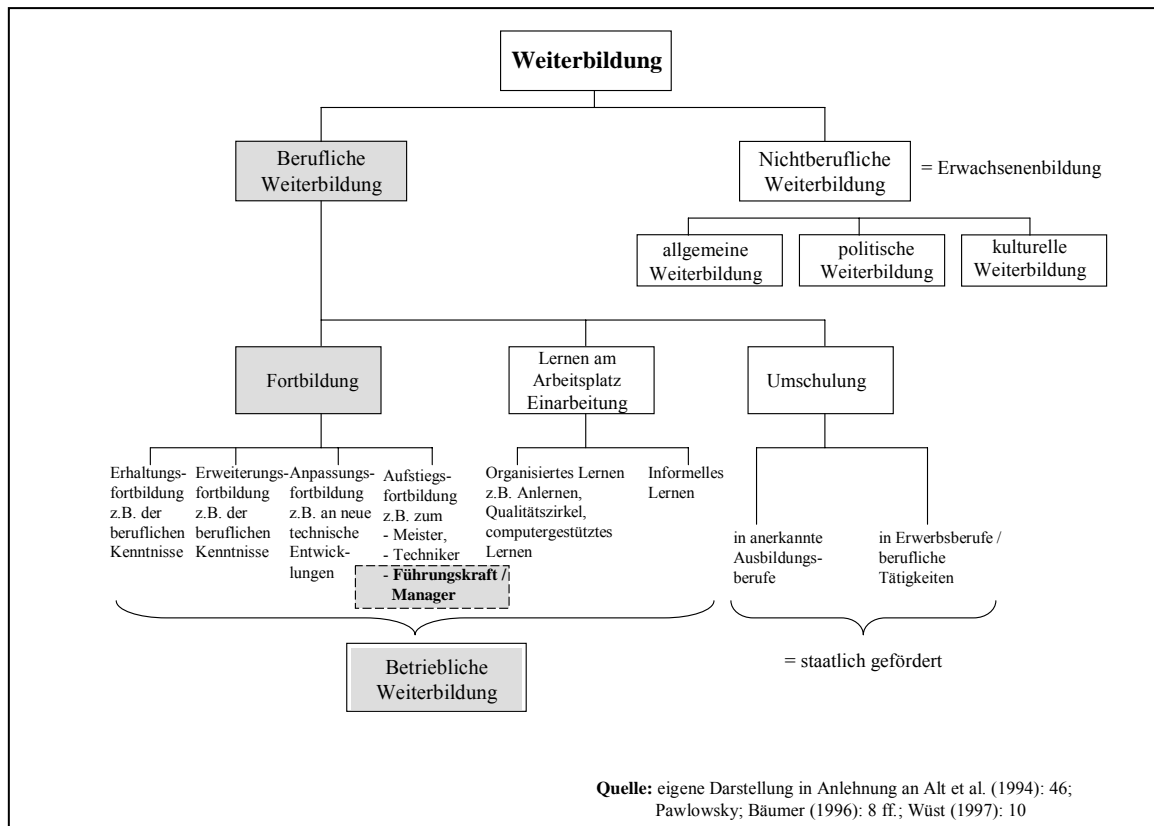 Weiterbildung
Berufliche
Weiterbildung
Nichtberufliche
Weiterbildung
= Erwachsenenbildung
allgemeine
Weiterbildung
politische
Weiterbildung
kulturelle
Weiterbildung
Fortbildung
Lernen am
Arbeitsplatz
Einarbeitung
Umschulung
Erhaltungs-
fortbildung
z.B. der
beruflichen
Kenntnisse
Erweiterungs-
fortbildung
z.B. der
beruflichen
Kenntnisse
Anpassungs-
fortbildung
z.B. an neue
technische
Entwick-
lungen
Aufstiegs-
fortbildung
z.B. zum
- Meister,
- Techniker
- Führungskraft /
Manager
Organisiertes Lernen
z.B. Anlernen,
Qualitätszirkel,
computergestütztes
Lernen
Informelles
Lernen
in anerkannte
Ausbildungs-
berufe
in Erwerbsberufe /
berufliche
Tätigkeiten
Betriebliche
Weiterbildung
= staatlich gefördert
Quelle: eigene Darstellung in Anlehnung an Alt et al. (1994): 46;
Pawlowsky; Bäumer (1996): 8 ff.; Wüst (1997): 10